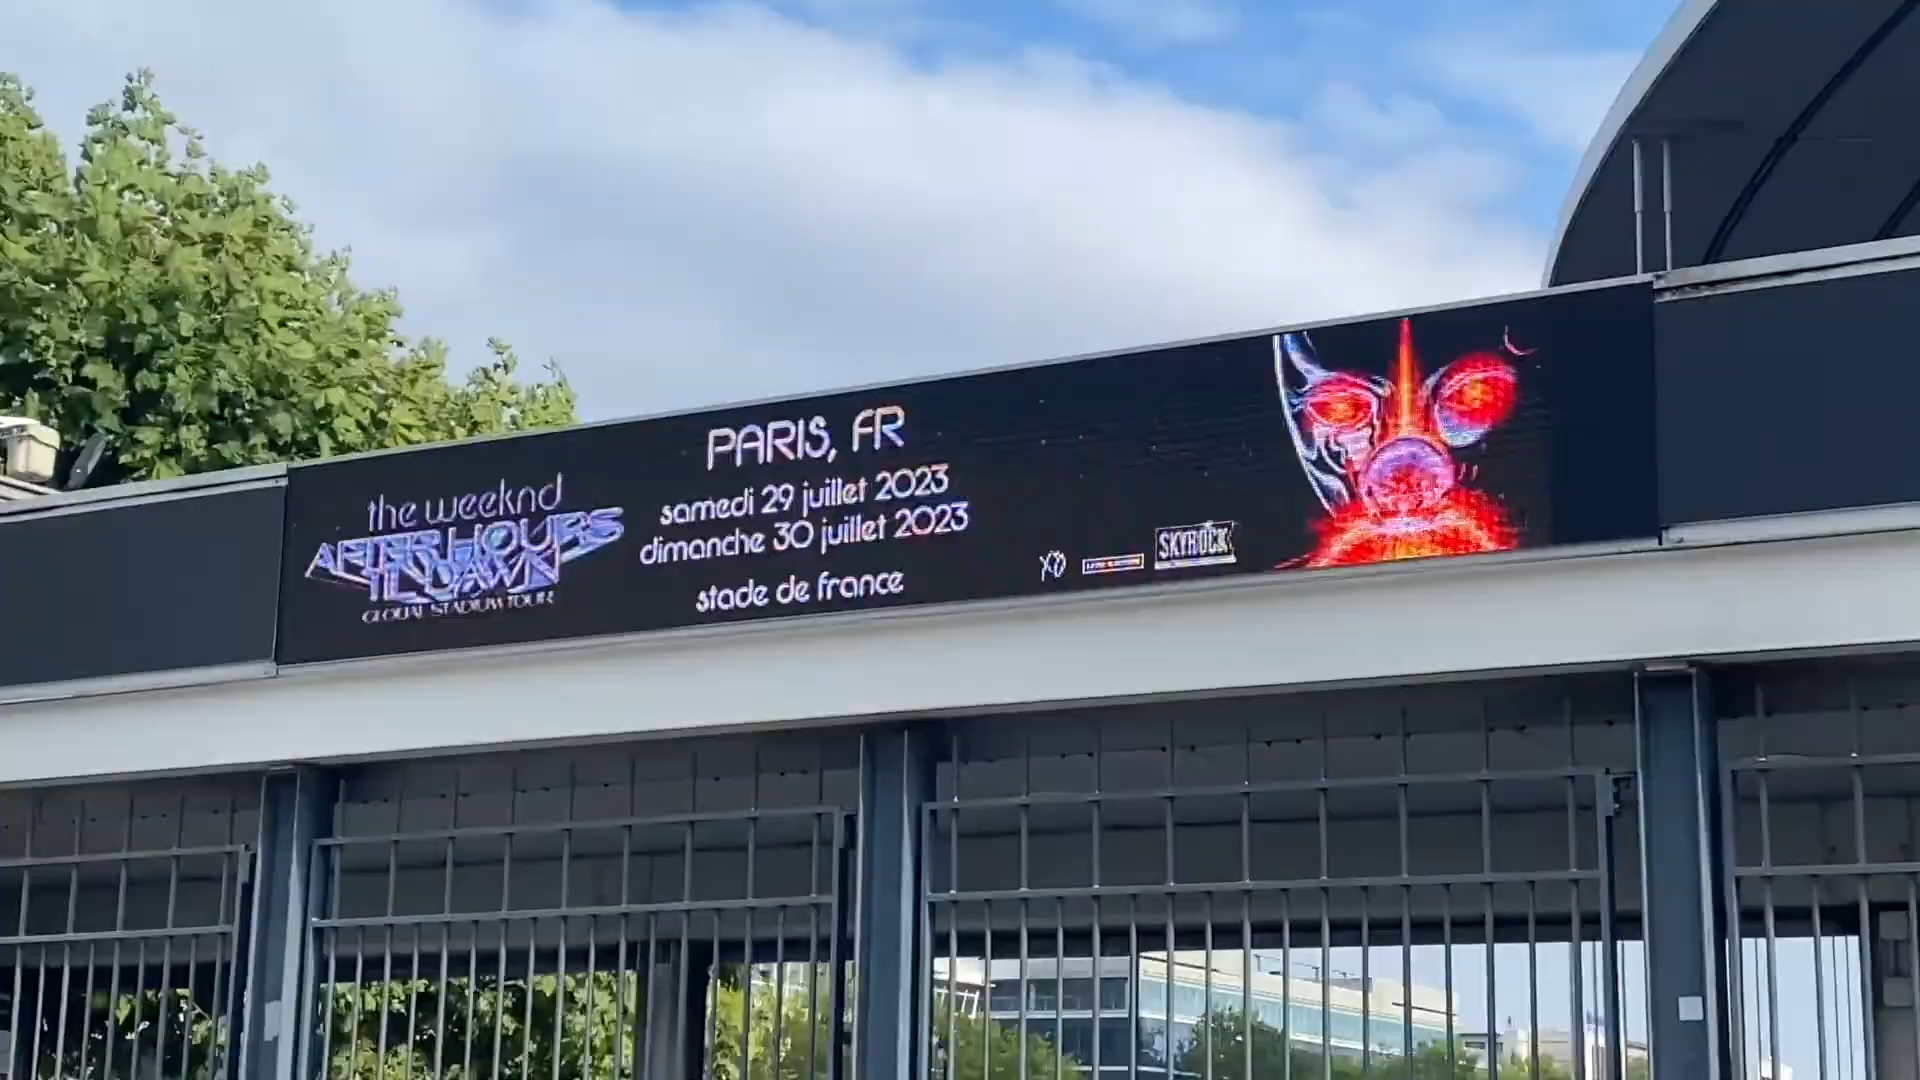 the weeknd
AFTER HOURS
TIL DAWN
GLOBAL STADIUM TOUR
PARIS, FR
samedi 29 juillet 2023
dimanche 30 juillet 2023
stade de france
XO
SKYROCK